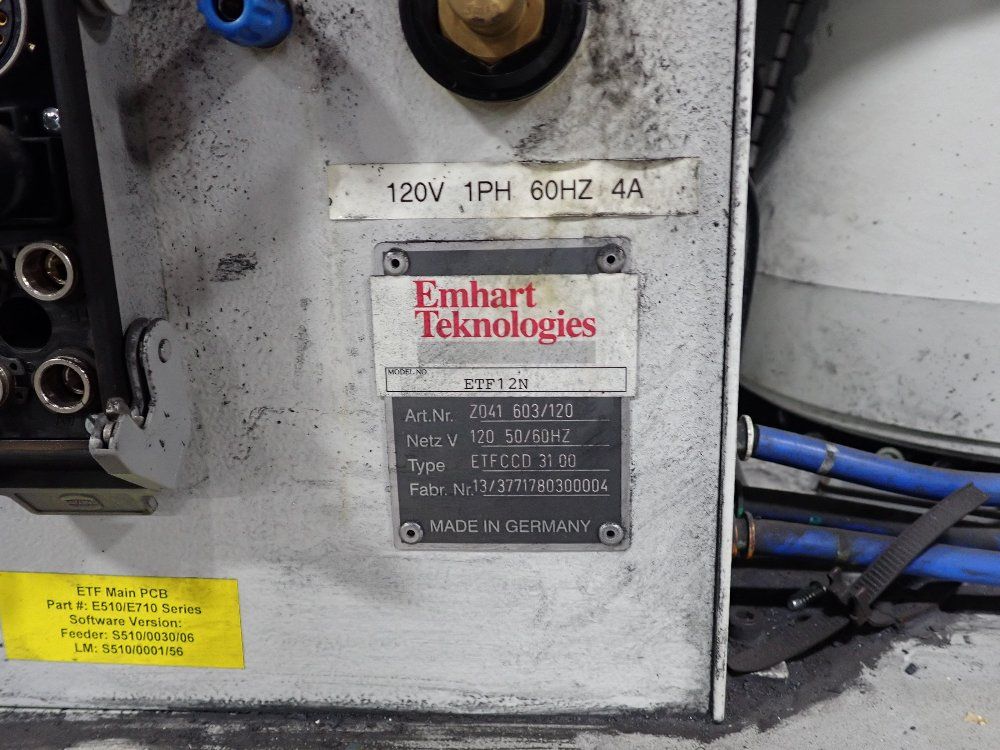 120V 1PH 60HZ 4A
Emhart
Teknologies
MODEL NO
ETF12N
Art.Nr. Z041 603/120
Netz V 120 50/60HZ
Type ETFCCD 31 00
Fabr. Nr. 13/3771780300004
MADE IN GERMANY
ETF Main PCB
Part #: E510/E710 Series
Software Version:
Feeder: S510/0030/06
LM: S510/0001/56